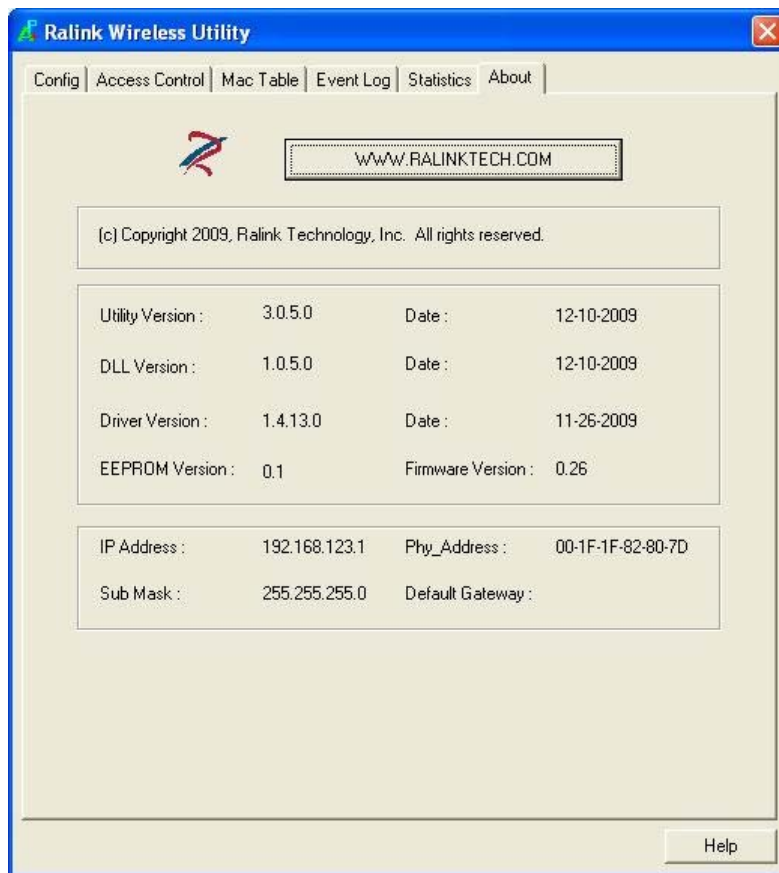 Ralink Wireless Utility
Config Access Control Mac Table Event Log Statistics About
WWW.RALINKTECH.COM
(c) Copyright 2009, Ralink Technology, Inc. All rights reserved.
Utility Version : 3.0.5.0 Date : 12-10-2009
DLL Version : 1.0.5.0 Date : 12-10-2009
Driver Version : 1.4.13.0 Date : 11-26-2009
EEPROM Version : 0.1 Firmware Version : 0.26
IP Address : 192.168.123.1 Phy_Address : 00-1F-1F-82-80-7D
Sub Mask : 255.255.255.0 Default Gateway :
Help